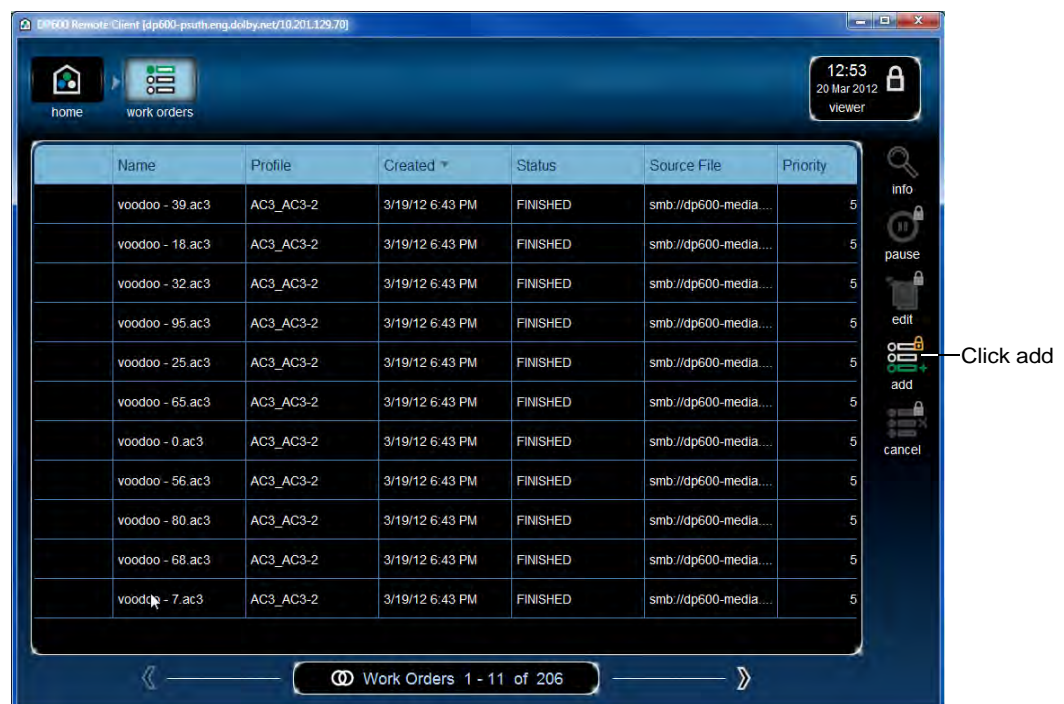 DP600 Remote Client [dp600-psuth.eng.dolby.net/10.201.129.70]
home
work orders
12:53
20 Mar 2012
viewer
Name Profile Created Status Source File Priority
voodoo - 39.ac3 AC3_AC3-2 3/19/12 6:43 PM FINISHED smb://dp600-media.... 5
voodoo - 18.ac3 AC3_AC3-2 3/19/12 6:43 PM FINISHED smb://dp600-media.... 5
voodoo - 32.ac3 AC3_AC3-2 3/19/12 6:43 PM FINISHED smb://dp600-media.... 5
voodoo - 95.ac3 AC3_AC3-2 3/19/12 6:43 PM FINISHED smb://dp600-media.... 5
voodoo - 25.ac3 AC3_AC3-2 3/19/12 6:43 PM FINISHED smb://dp600-media.... 5
voodoo - 65.ac3 AC3_AC3-2 3/19/12 6:43 PM FINISHED smb://dp600-media.... 5
voodoo - 0.ac3 AC3_AC3-2 3/19/12 6:43 PM FINISHED smb://dp600-media.... 5
voodoo - 56.ac3 AC3_AC3-2 3/19/12 6:43 PM FINISHED smb://dp600-media.... 5
voodoo - 80.ac3 AC3_AC3-2 3/19/12 6:43 PM FINISHED smb://dp600-media.... 5
voodoo - 68.ac3 AC3_AC3-2 3/19/12 6:43 PM FINISHED smb://dp600-media.... 5
voodoo - 7.ac3 AC3_AC3-2 3/19/12 6:43 PM FINISHED smb://dp600-media.... 5
info
pause
edit
add
cancel
Click add
Work Orders 1 - 11 of 206